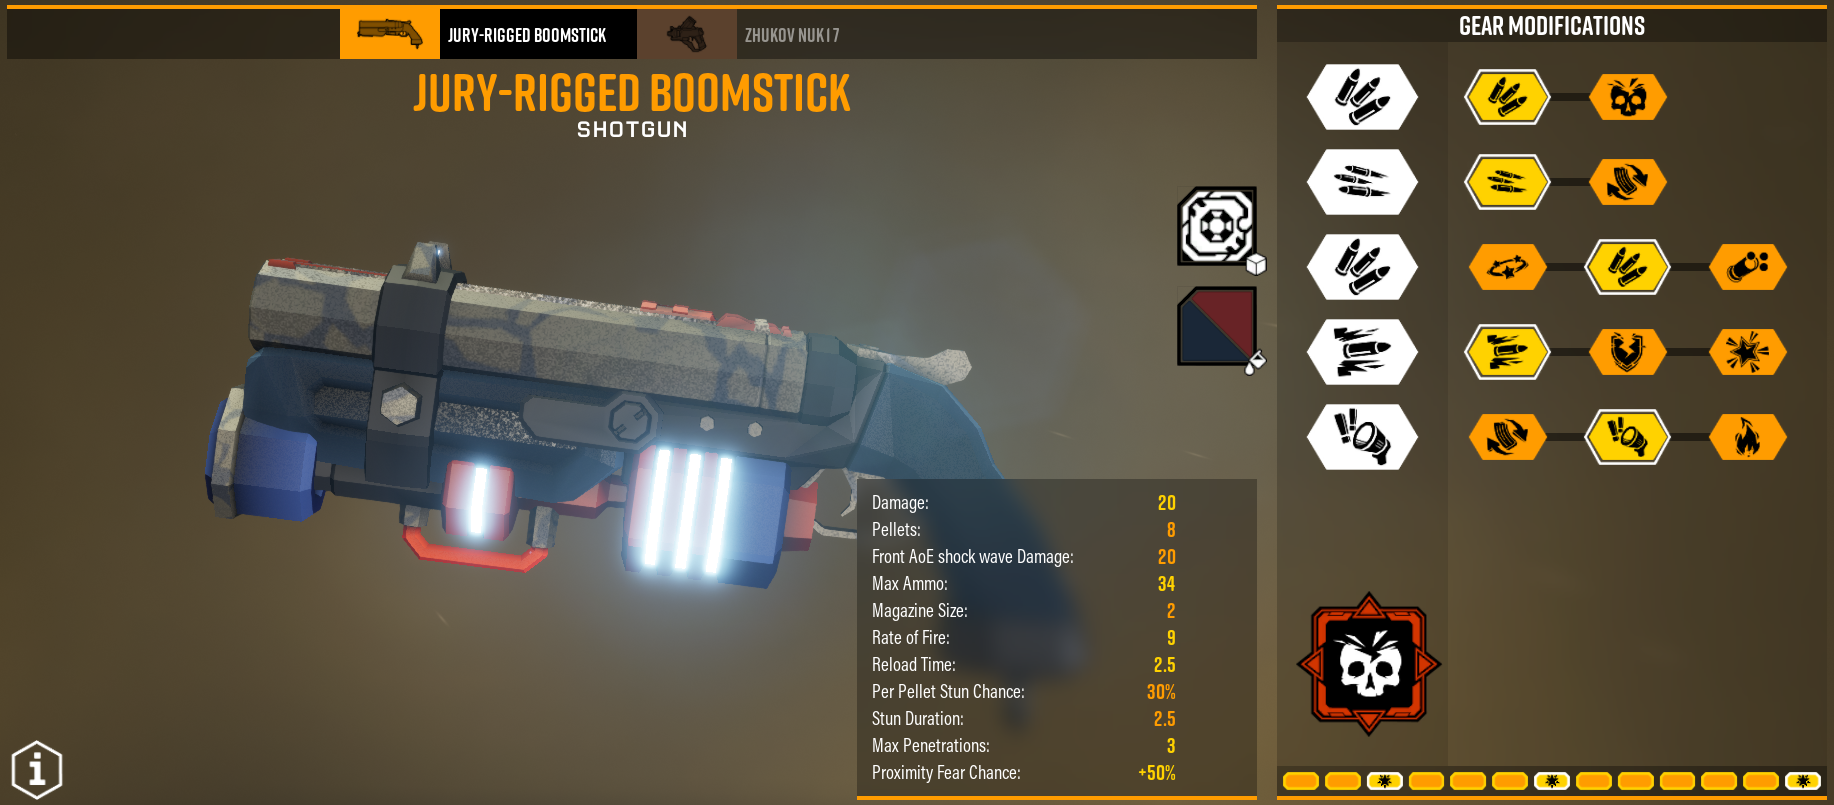 JURY-RIGGED BOOMSTICK
ZHUKOV NUK17
GEAR MODIFICATIONS
JURY-RIGGED BOOMSTICK
SHOTGUN
Damage: 20
Pellets: 8
Front AoE shock wave Damage: 20
Max Ammo: 34
Magazine Size: 2
Rate of Fire: 9
Reload Time: 2.5
Per Pellet Stun Chance: 30%
Stun Duration: 2.5
Max Penetrations: 3
Proximity Fear Chance: +50%